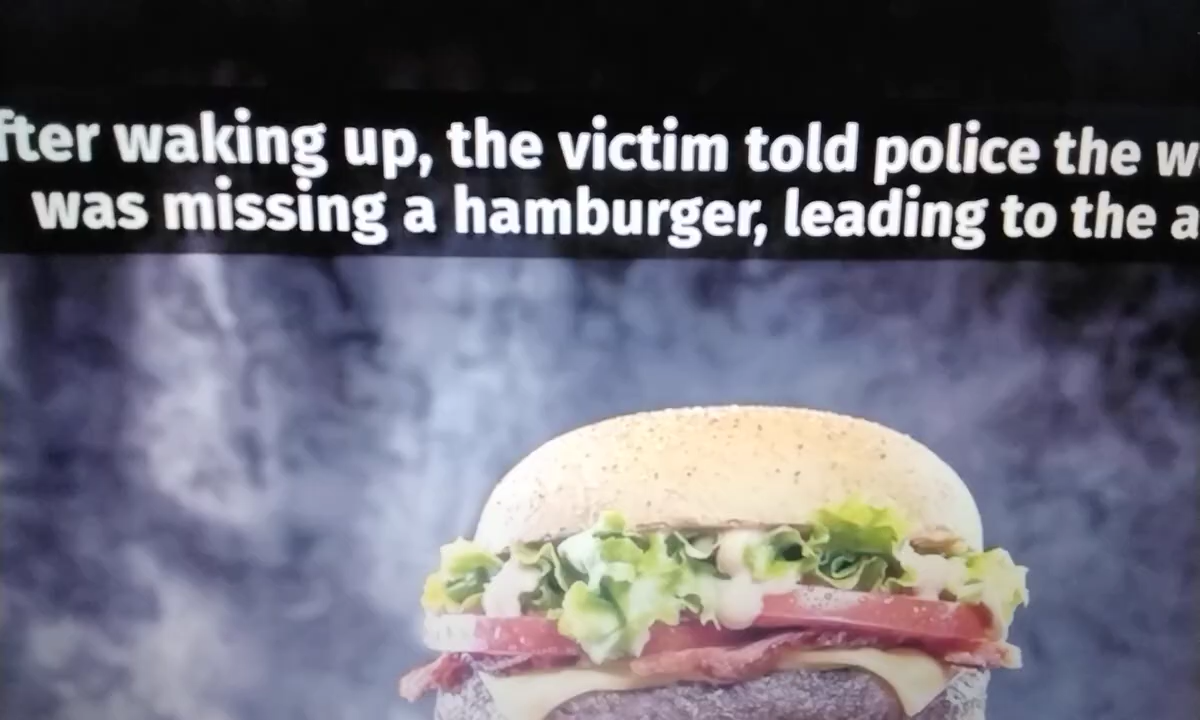 fter waking up, the victim told police the w
was missing a hamburger, leading to the a